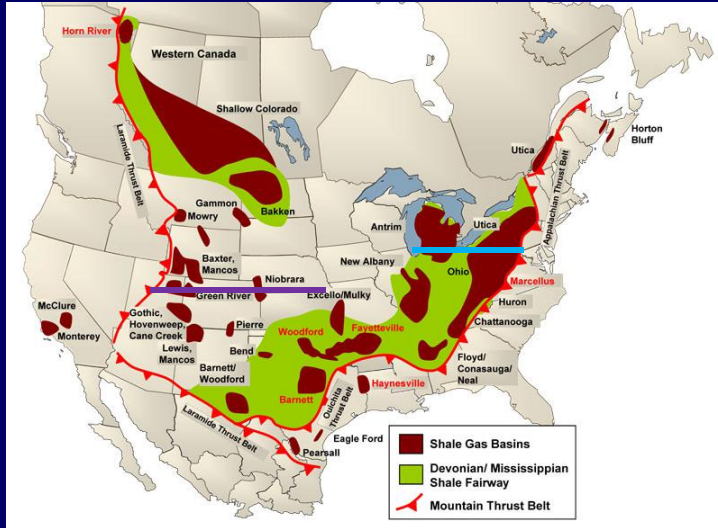 Horn River
Western Canada
Shallow Colorado
Laramide Thrust Belt
Gammon
Mowry
Bakken
Utica
Horton
Bluff
Appalachian Thrust Belt
Antrim
Utica
Baxter,
Mancos
New Albany
Ohio
Niobrara
Marcellus
Green River
Excello/Mulky
McClure
Gothic,
Hovenweep,
Cane Creek
Huron
Monterey
Pierre
Woodford
Fayetteville
Chattanooga
Lewis,
Mancos
Bend
Floyd/
Conasauga/
Neal
Barnett/
Woodford
Haynesville
Barnett
Ouichita
Thrust Belt
Laramide Thrust Belt
Eagle Ford
Pearsall
Shale Gas Basins
Devonian/ Mississippian
Shale Fairway
Mountain Thrust Belt